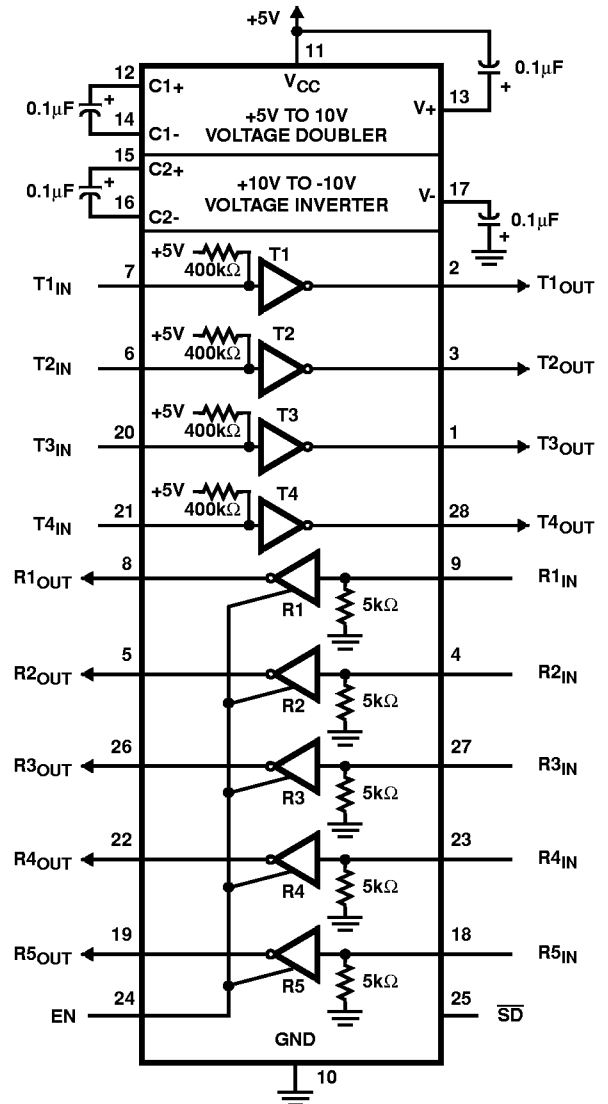 +5V
11
0.1µF
12
C1+
VCC
+
0.1µF
+
+5V TO 10V
VOLTAGE DOUBLER
V+
13
14
C1-
15
C2+
+10V TO -10V
VOLTAGE INVERTER
V-
17
0.1µF
+
16
C2-
0.1µF
+
+5V
400kΩ
T1
T1IN
7
2
T1OUT
+5V
400kΩ
T2
T2IN
6
3
T2OUT
+5V
400kΩ
T3
T3IN
20
1
T3OUT
+5V
400kΩ
T4
T4IN
21
28
T4OUT
R1OUT
8
9
R1IN
R1
5kΩ
R2OUT
5
4
R2IN
R2
5kΩ
R3OUT
26
27
R3IN
R3
5kΩ
R4OUT
22
23
R4IN
R4
5kΩ
R5OUT
19
18
R5IN
R5
5kΩ
EN
24
25
SD
GND
10